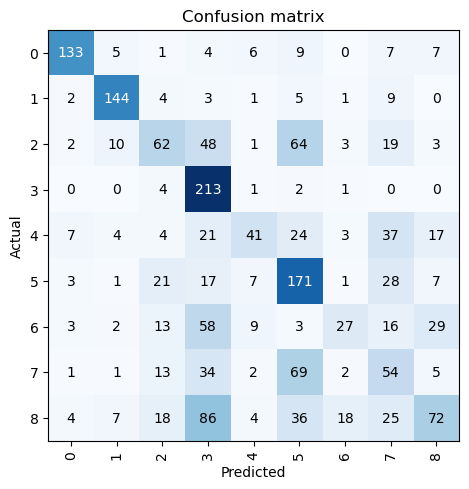 Confusion matrix
0 133 5 1 4 6 9 0 7 7
1 2 144 4 3 1 5 1 9 0
2 2 10 62 48 1 64 3 19 3
3 0 0 4 213 1 2 1 0 0
4 7 4 4 21 41 24 3 37 17
5 3 1 21 17 7 171 1 28 7
6 3 2 13 58 9 3 27 16 29
7 1 1 13 34 2 69 2 54 5
8 4 7 18 86 4 36 18 25 72
0 1 2 3 4 5 6 7 8
Actual
Predicted